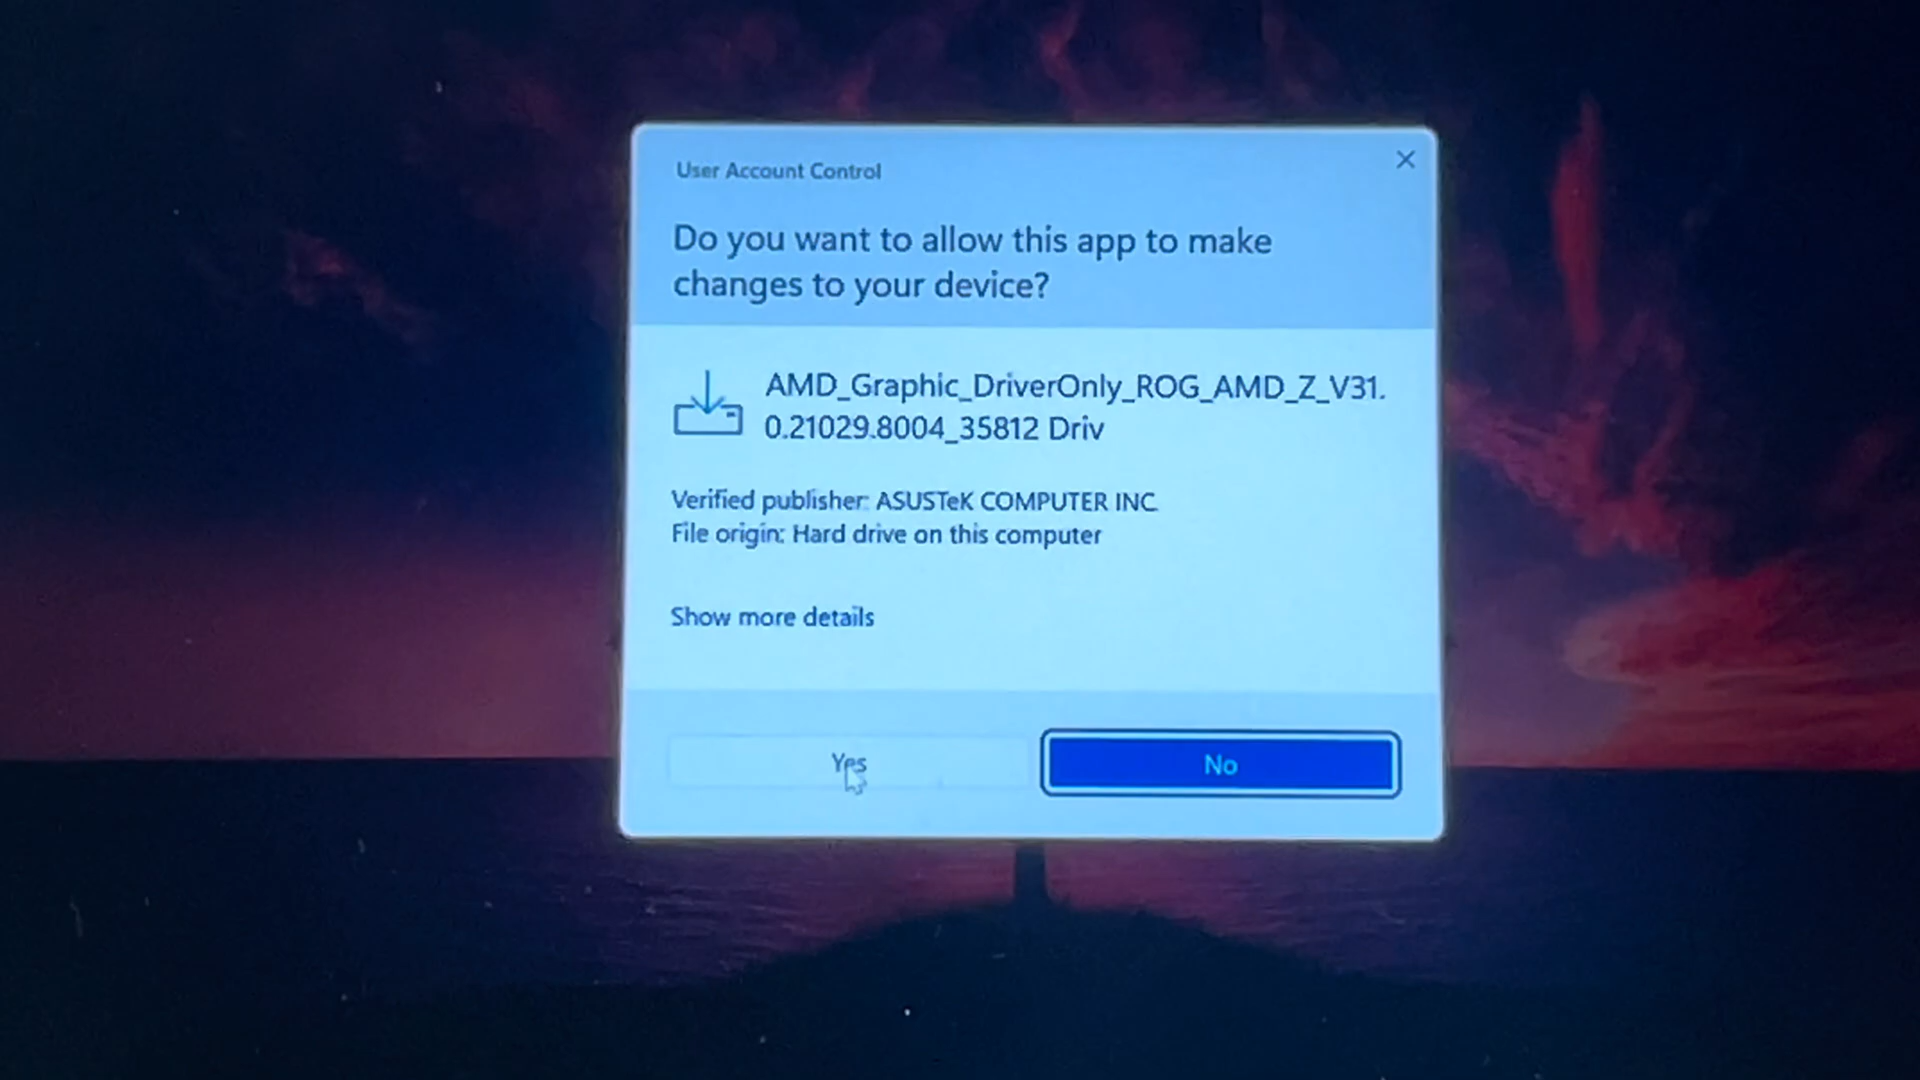 User Account Control
Do you want to allow this app to make
changes to your device?
AMD_Graphic_DriverOnly_ROG_AMD_Z_V31.
0.21029.8004_35812 Driv
Verified publisher: ASUSTeK COMPUTER INC.
File origin: Hard drive on this computer
Show more details
Yes
No